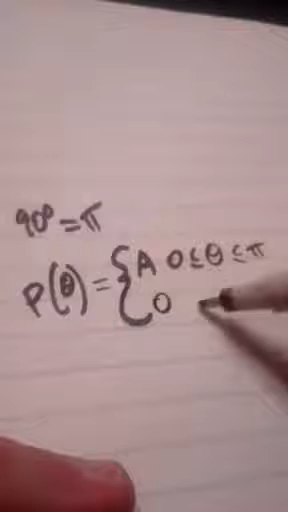 90° = π
P(θ) = { A 0 ≤ θ ≤ π
0